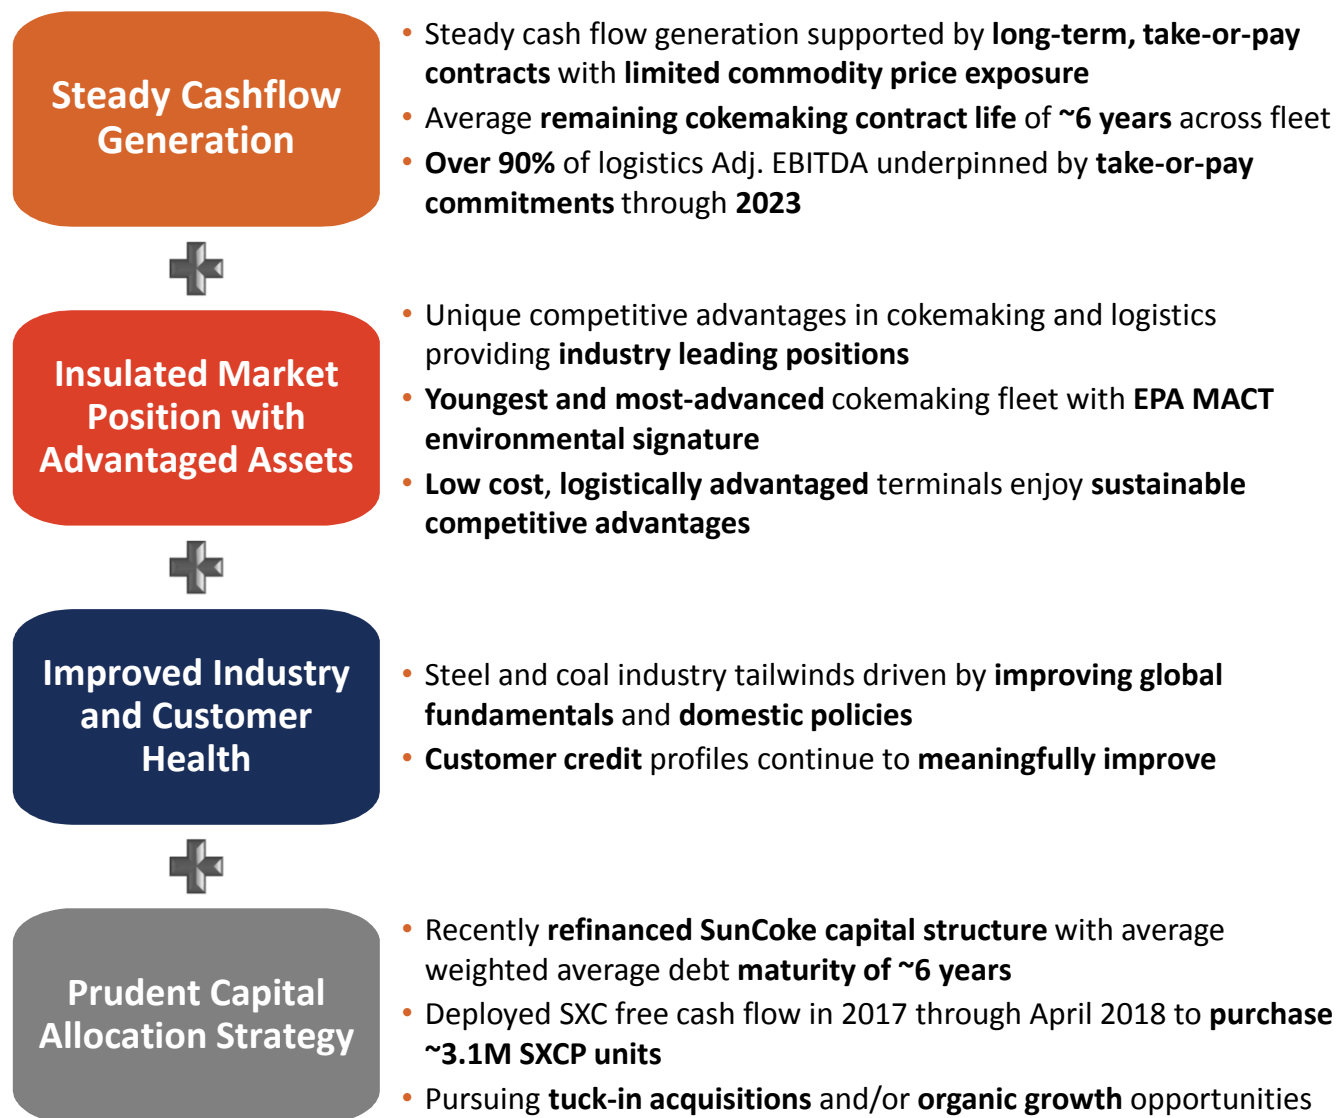 Steady Cashflow
Generation
• Steady cash flow generation supported by long-term, take-or-pay
contracts with limited commodity price exposure
• Average remaining cokemaking contract life of ~6 years across fleet
• Over 90% of logistics Adj. EBITDA underpinned by take-or-pay
commitments through 2023
Insulated Market
Position with
Advantaged Assets
• Unique competitive advantages in cokemaking and logistics
providing industry leading positions
• Youngest and most-advanced cokemaking fleet with EPA MACT
environmental signature
• Low cost, logistically advantaged terminals enjoy sustainable
competitive advantages
Improved Industry
and Customer
Health
• Steel and coal industry tailwinds driven by improving global
fundamentals and domestic policies
• Customer credit profiles continue to meaningfully improve
Prudent Capital
Allocation Strategy
• Recently refinanced SunCoke capital structure with average
weighted average debt maturity of ~6 years
• Deployed SXC free cash flow in 2017 through April 2018 to purchase
~3.1M SXCP units
• Pursuing tuck-in acquisitions and/or organic growth opportunities